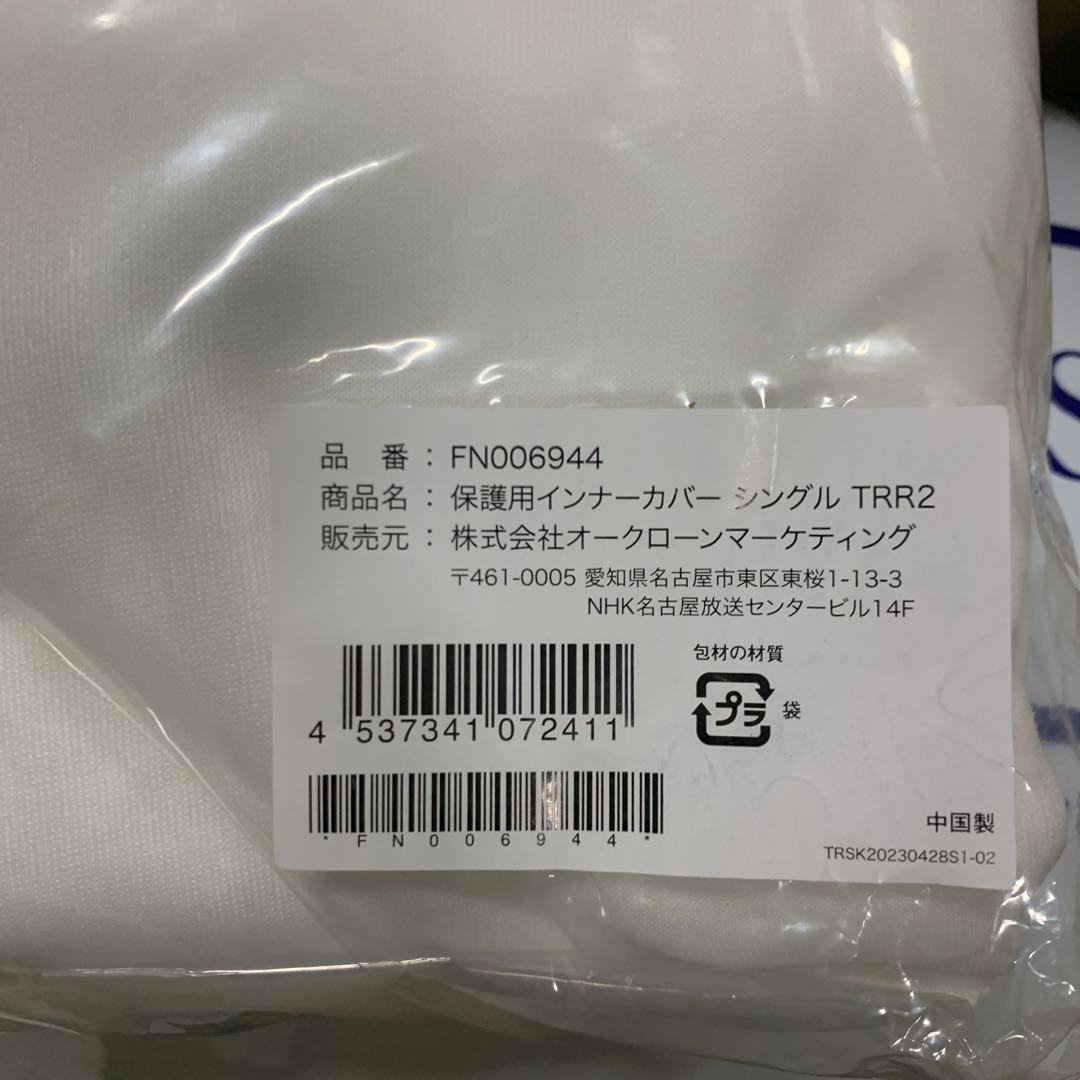 品　番 : FN006944
商品名 : 保護用インナーカバー シングル TRR2
販売元 : 株式会社オークローンマーケティング
〒461-0005 愛知県名古屋市東区東桜1-13-3
NHK名古屋放送センタービル14F
包材の材質
プラ 袋
4 537341 072411
*FN006944*
中国製
TRSK20230428S1-02